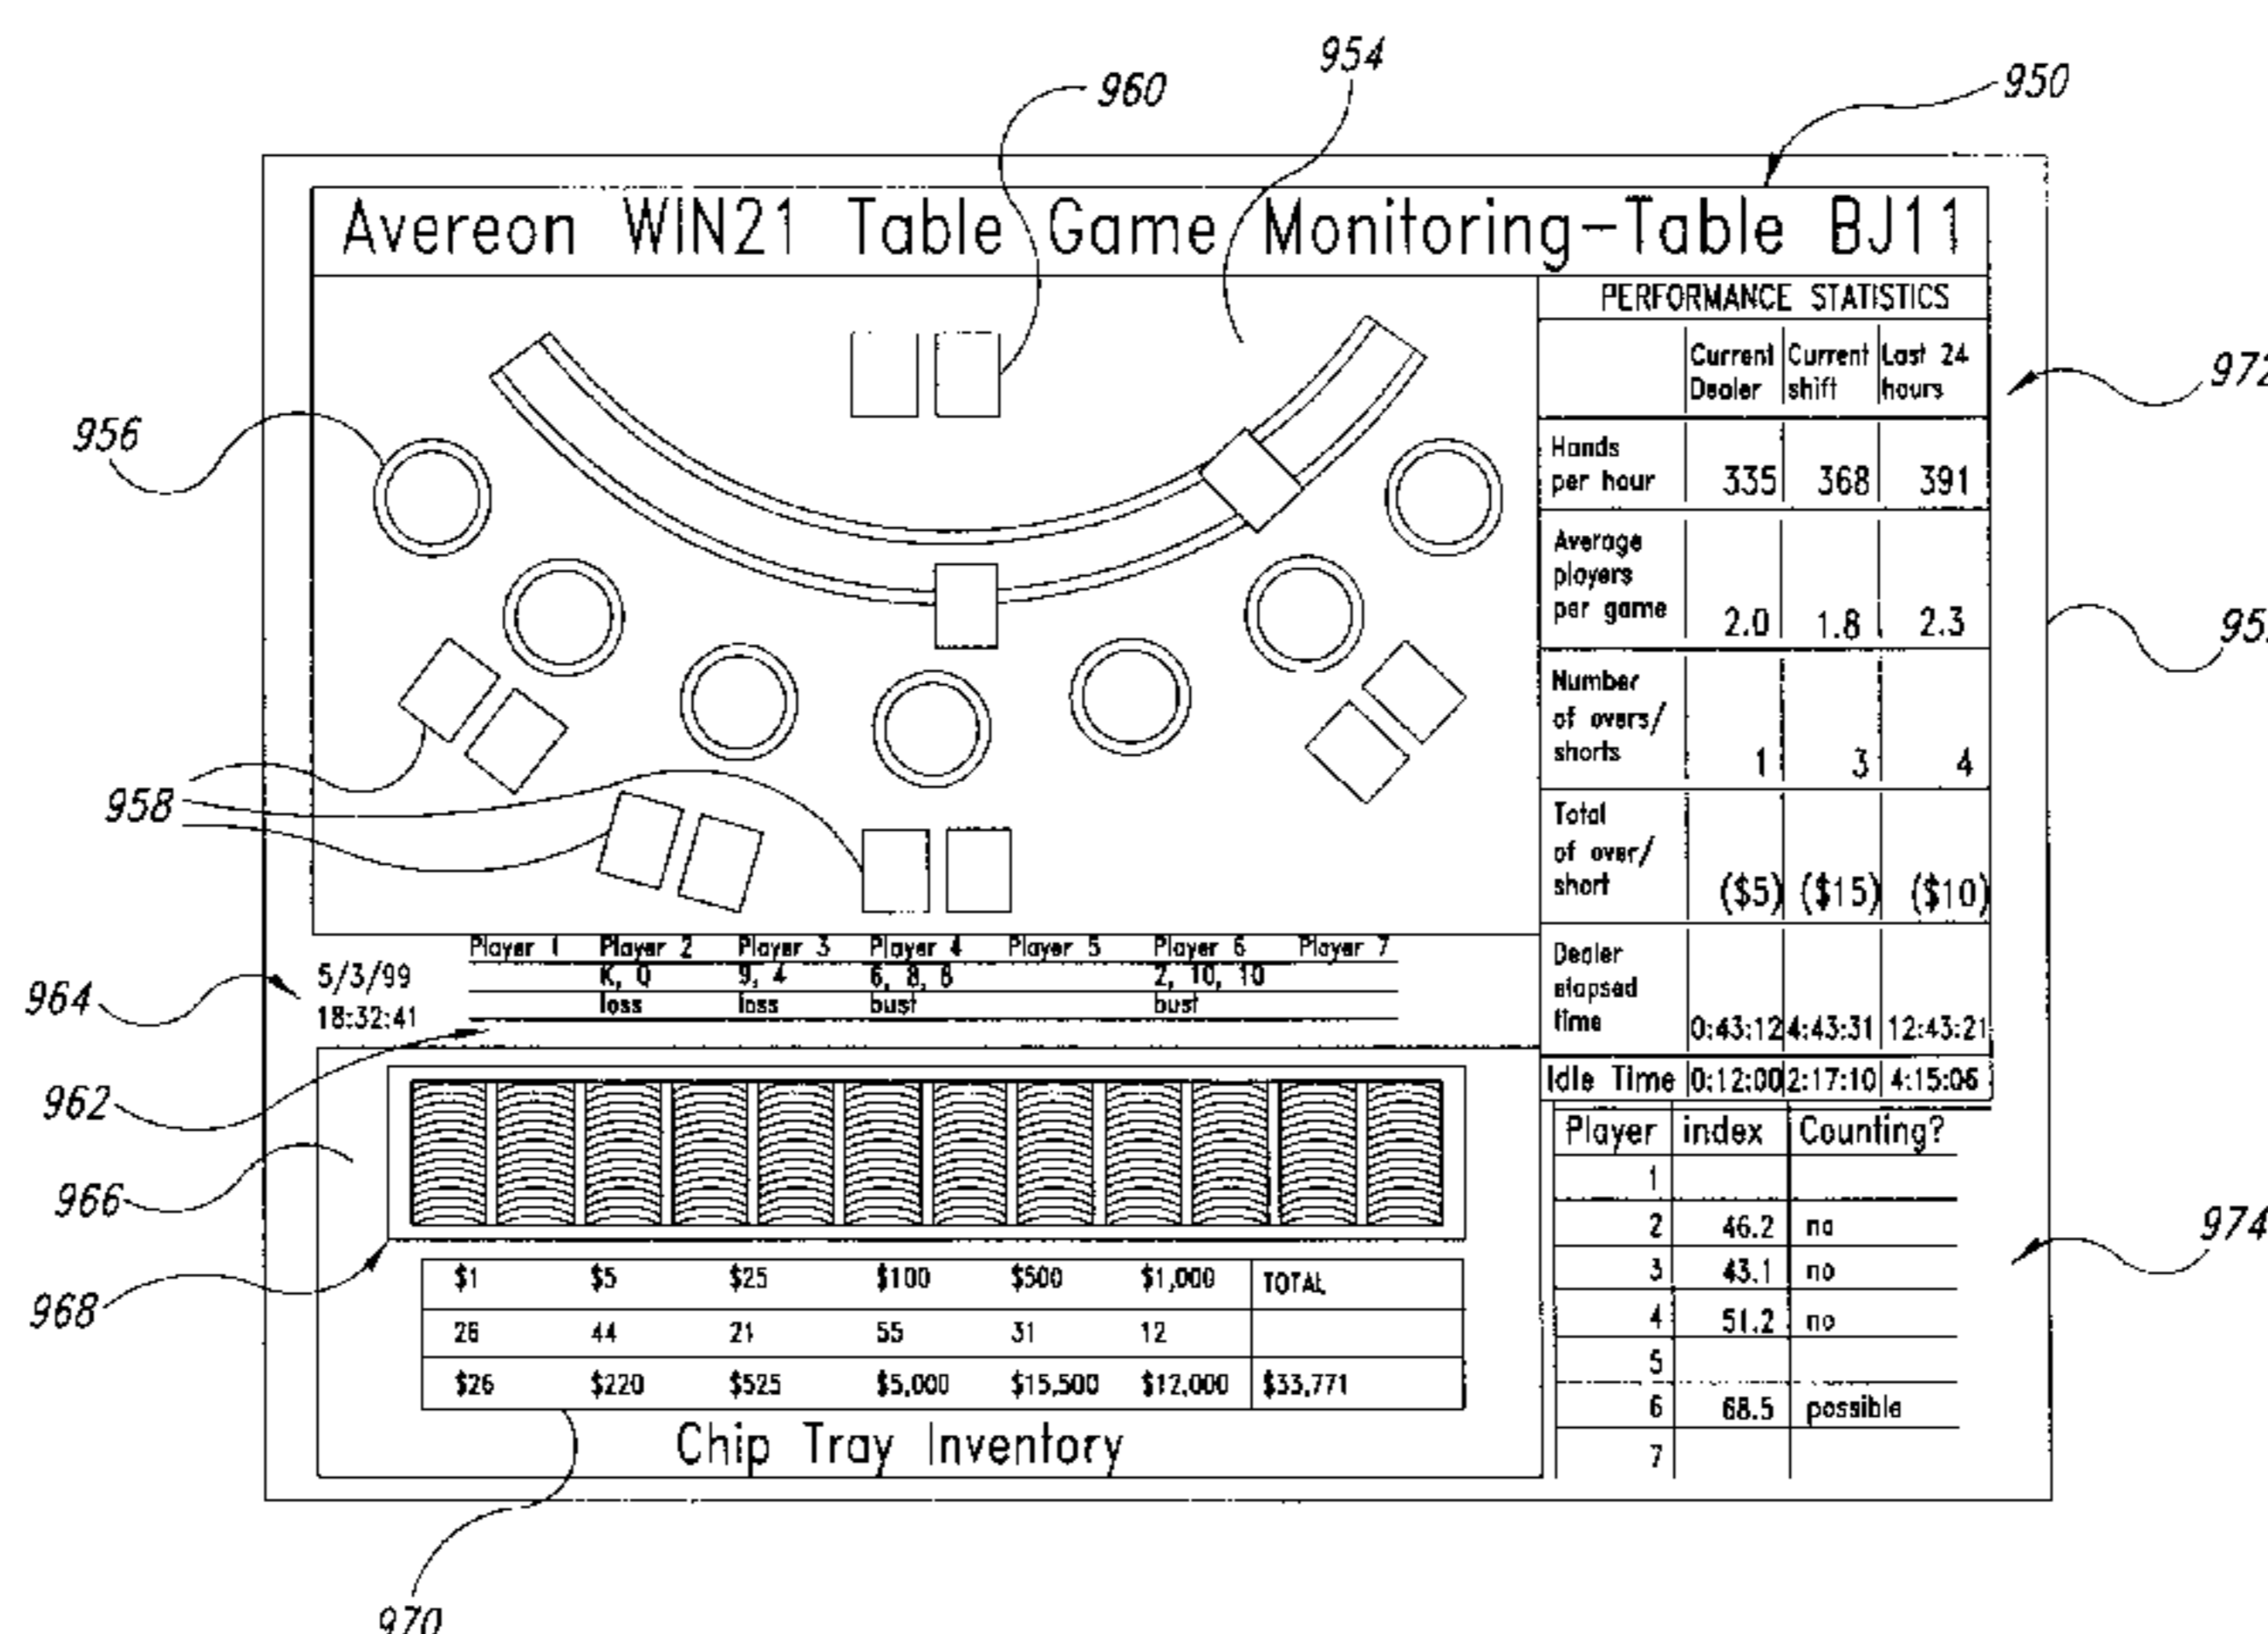 954
960
950
Avereon WIN21 Table Game Monitoring-Table BJ11
PERFORMANCE STATISTICS
Current Dealer Current shift Last 24 hours
972
956
Hands per hour 335 368 391
Average players per game 2.0 1.8 2.3
Number of overs/ shorts 1 3 4
958
Total of over/ short ($5) ($15) ($10)
Player 1 Player 2 Player 3 Player 4 Player 5 Player 6 Player 7
K, Q 9, 4 6, 8, 8 2, 10, 10
loss loss bust bust
5/3/99
18:32:41
964
Dealer elapsed time 0:43:12 4:43:31 12:43:21
962
Idle Time 0:12:00 2:17:10 4:15:06
Player index Counting?
1
2 46.2 no
3 43.1 no
4 51.2 no
5
6 68.5 possible
7
966
974
968
$1 $5 $25 $100 $500 $1,000 TOTAL
26 44 21 55 31 12
$26 $220 $525 $5,000 $15,500 $12,000 $33,771
Chip Tray Inventory
970